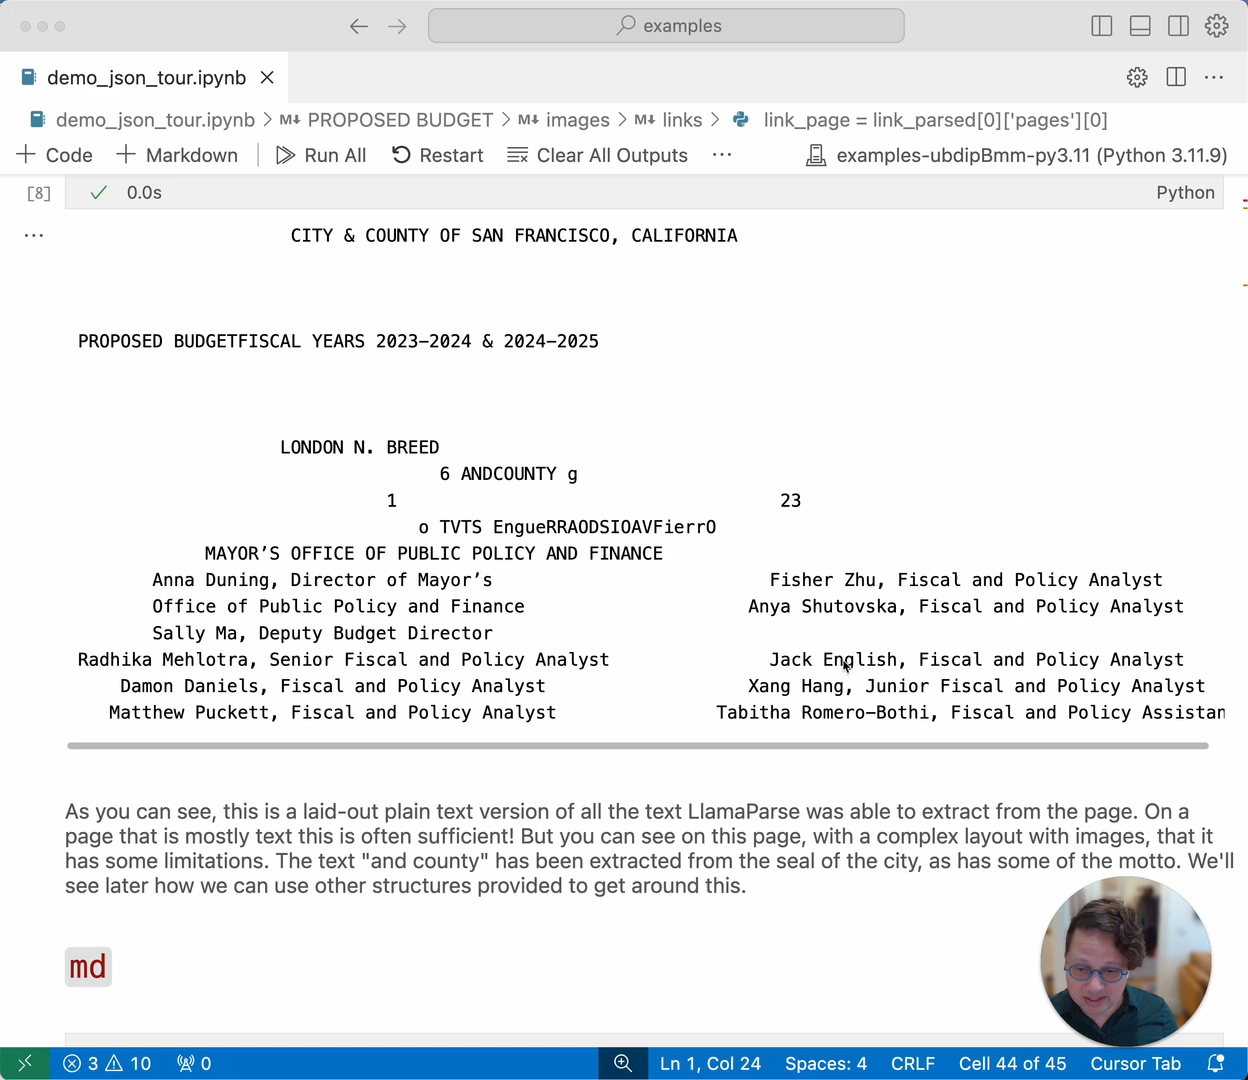 examples
demo_json_tour.ipynb
demo_json_tour.ipynb > M↓ PROPOSED BUDGET > M↓ images > M↓ links > link_page = link_parsed[0]['pages'][0]
Code Markdown Run All Restart Clear All Outputs ··· examples-ubdipBmm-py3.11 (Python 3.11.9)
[8] 0.0s Python
...
CITY & COUNTY OF SAN FRANCISCO, CALIFORNIA
PROPOSED BUDGETFISCAL YEARS 2023-2024 & 2024-2025
LONDON N. BREED
6 ANDCOUNTY g
1 23
o TVTS EngueRRAODSIOAVFierrO
MAYOR’S OFFICE OF PUBLIC POLICY AND FINANCE
Anna Duning, Director of Mayor’s Fisher Zhu, Fiscal and Policy Analyst
Office of Public Policy and Finance Anya Shutovska, Fiscal and Policy Analyst
Sally Ma, Deputy Budget Director
Radhika Mehlotra, Senior Fiscal and Policy Analyst Jack English, Fiscal and Policy Analyst
Damon Daniels, Fiscal and Policy Analyst Xang Hang, Junior Fiscal and Policy Analyst
Matthew Puckett, Fiscal and Policy Analyst Tabitha Romero-Bothi, Fiscal and Policy Assistan
As you can see, this is a laid-out plain text version of all the text LlamaParse was able to extract from the page. On a
page that is mostly text this is often sufficient! But you can see on this page, with a complex layout with images, that it
has some limitations. The text "and county" has been extracted from the seal of the city, as has some of the motto. We'll
see later how we can use other structures provided to get around this.
md
3 10 0 Ln 1, Col 24 Spaces: 4 CRLF Cell 44 of 45 Cursor Tab